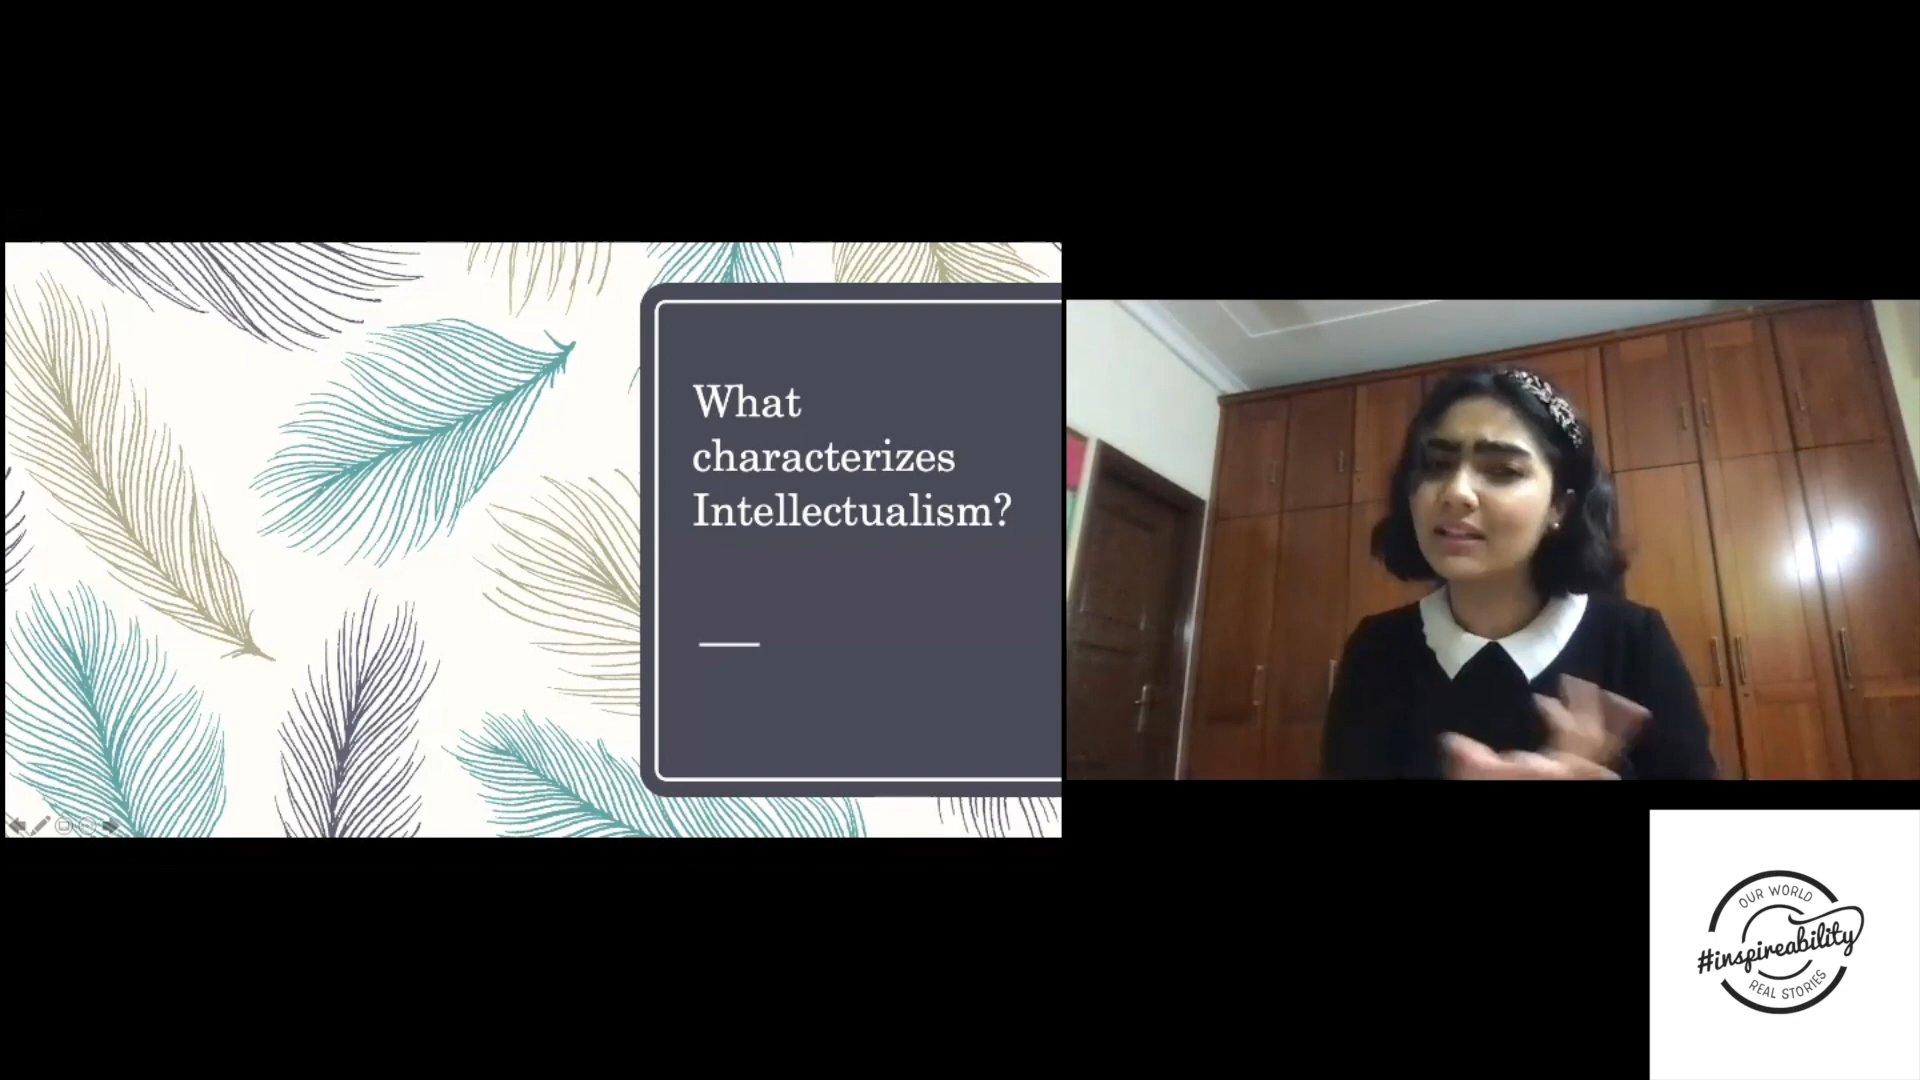 What
characterizes
Intellectualism?
OUR WORLD
#inspireability
REAL STORIES